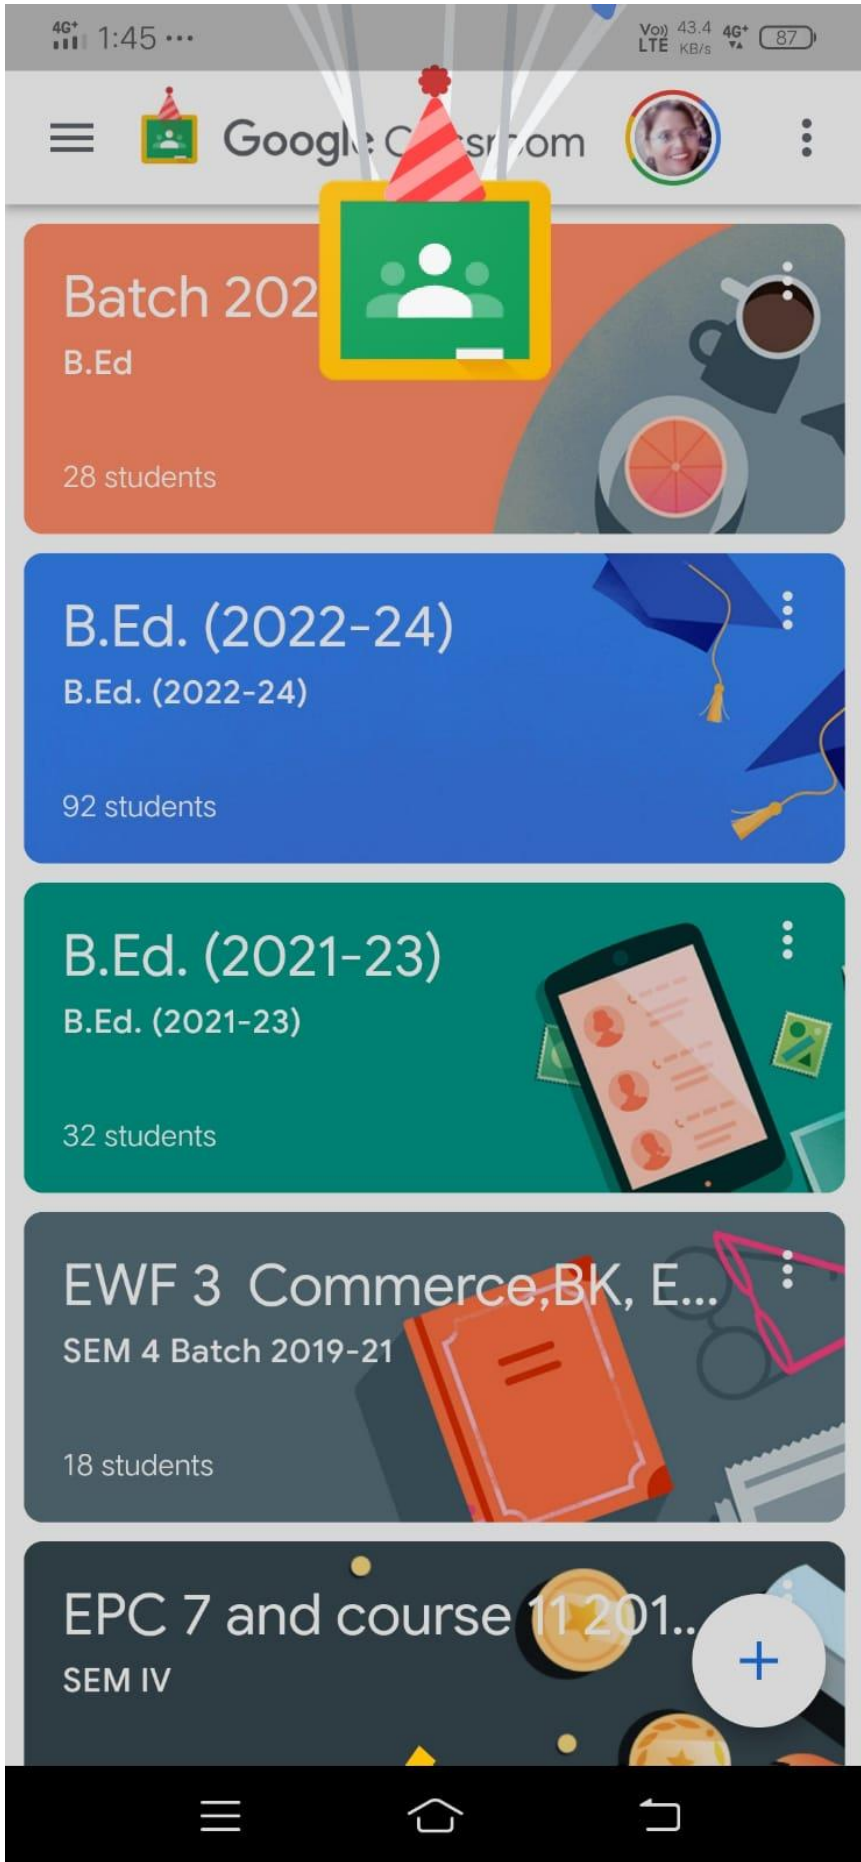 4G+ 1:45 ••• Vo)) LTE 43.4 KB/s 4G+ 87
Google Classroom
Batch 202
B.Ed
28 students
B.Ed. (2022-24)
B.Ed. (2022-24)
92 students
B.Ed. (2021-23)
B.Ed. (2021-23)
32 students
EWF 3 Commerce,BK, E...
SEM 4 Batch 2019-21
18 students
EPC 7 and course 11 201..
SEM IV
+